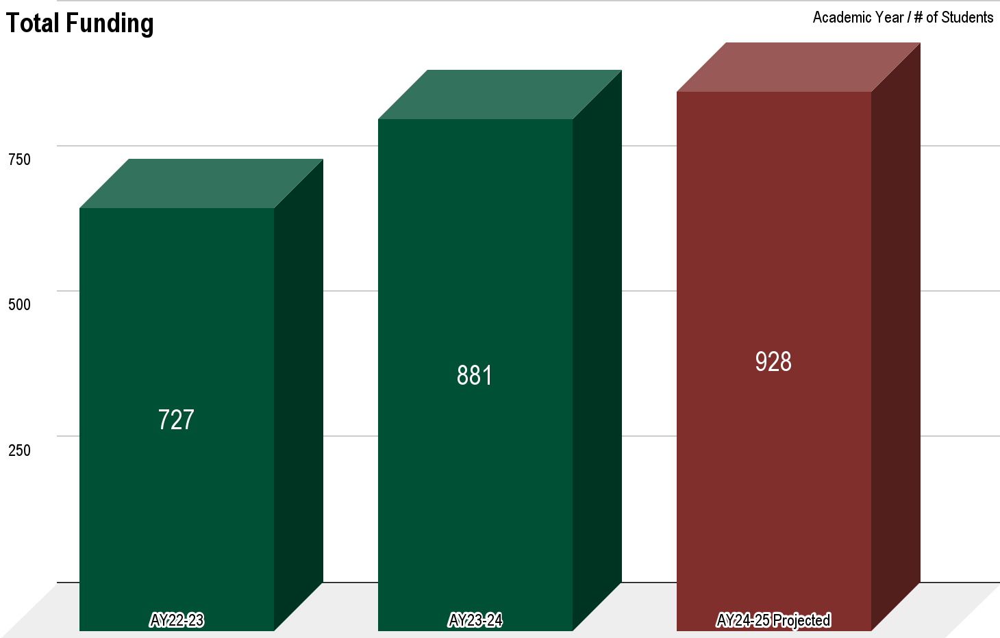 Total Funding
Academic Year / # of Students
750
500
250
727
881
928
AY22-23
AY23-24
AY24-25 Projected